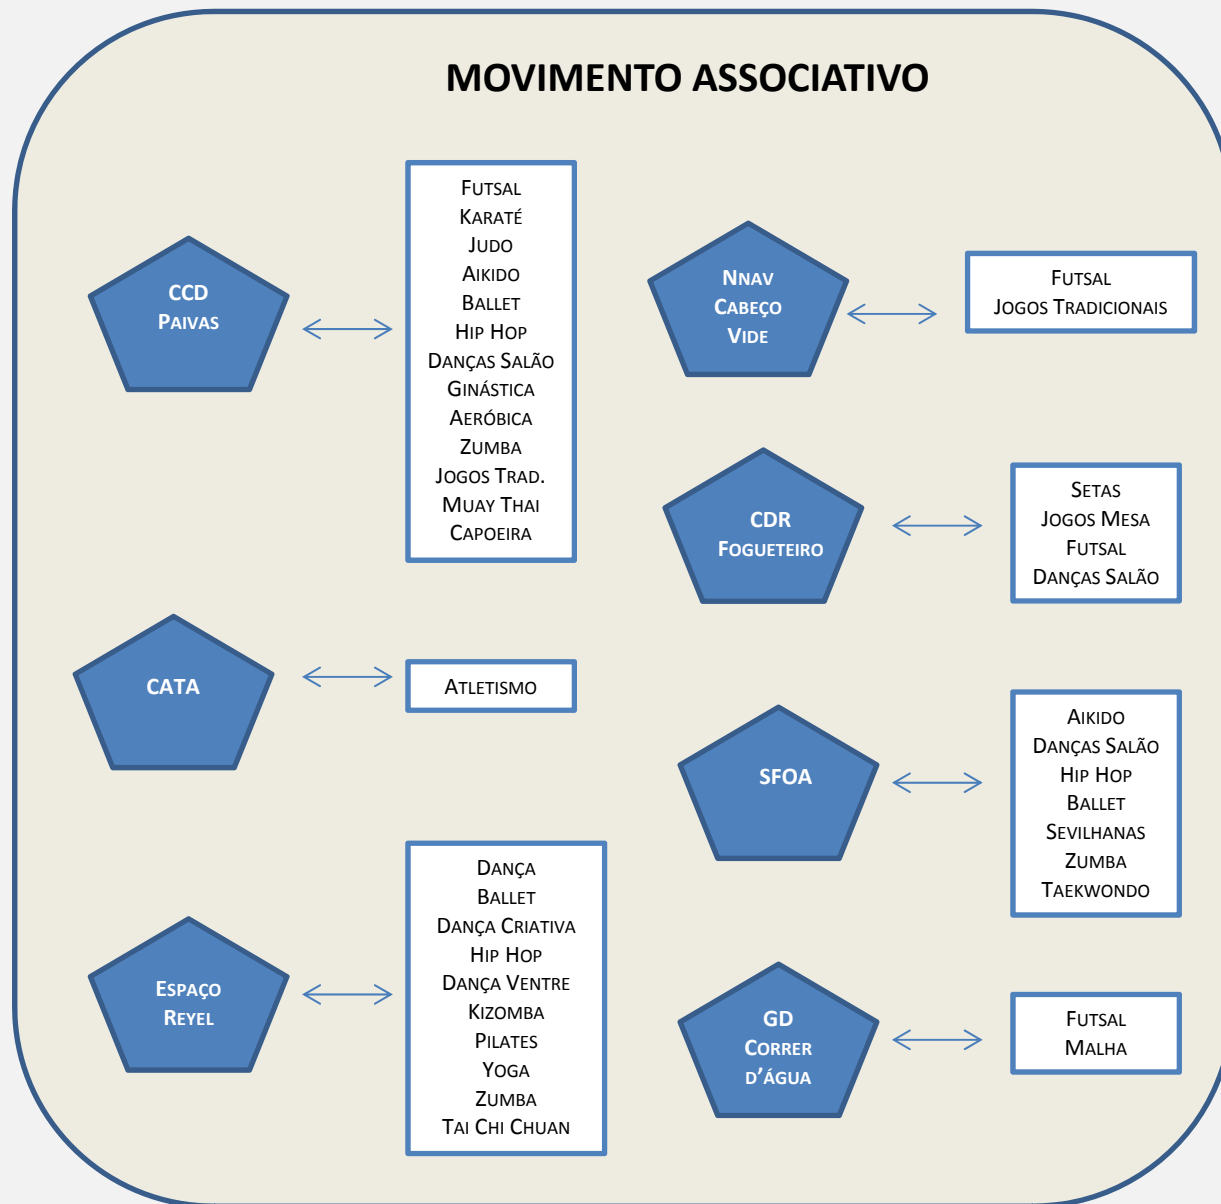 MOVIMENTO ASSOCIATIVO
CCD
PAIVAS
FUTSAL
KARATÉ
JUDO
AIKIDO
BALLET
HIP HOP
DANÇAS SALÃO
GINÁSTICA
AERÓBICA
ZUMBA
JOGOS TRAD.
MUAY THAI
CAPOEIRA
NNAV
CABEÇO
VIDE
FUTSAL
JOGOS TRADICIONAIS
CDR
FOGUETEIRO
SETAS
JOGOS MESA
FUTSAL
DANÇAS SALÃO
CATA
ATLETISMO
SFOA
AIKIDO
DANÇAS SALÃO
HIP HOP
BALLET
SEVILHANAS
ZUMBA
TAEKWONDO
ESPAÇO
REYEL
DANÇA
BALLET
DANÇA CRIATIVA
HIP HOP
DANÇA VENTRE
KIZOMBA
PILATES
YOGA
ZUMBA
TAI CHI CHUAN
GD
CORRER
D'ÁGUA
FUTSAL
MALHA